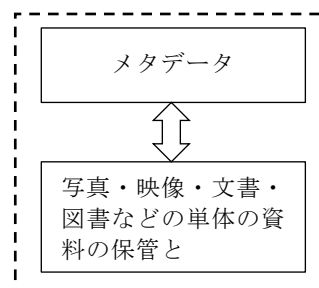 メタデータ
写真・映像・文書・
図書などの単体の資
料の保管と